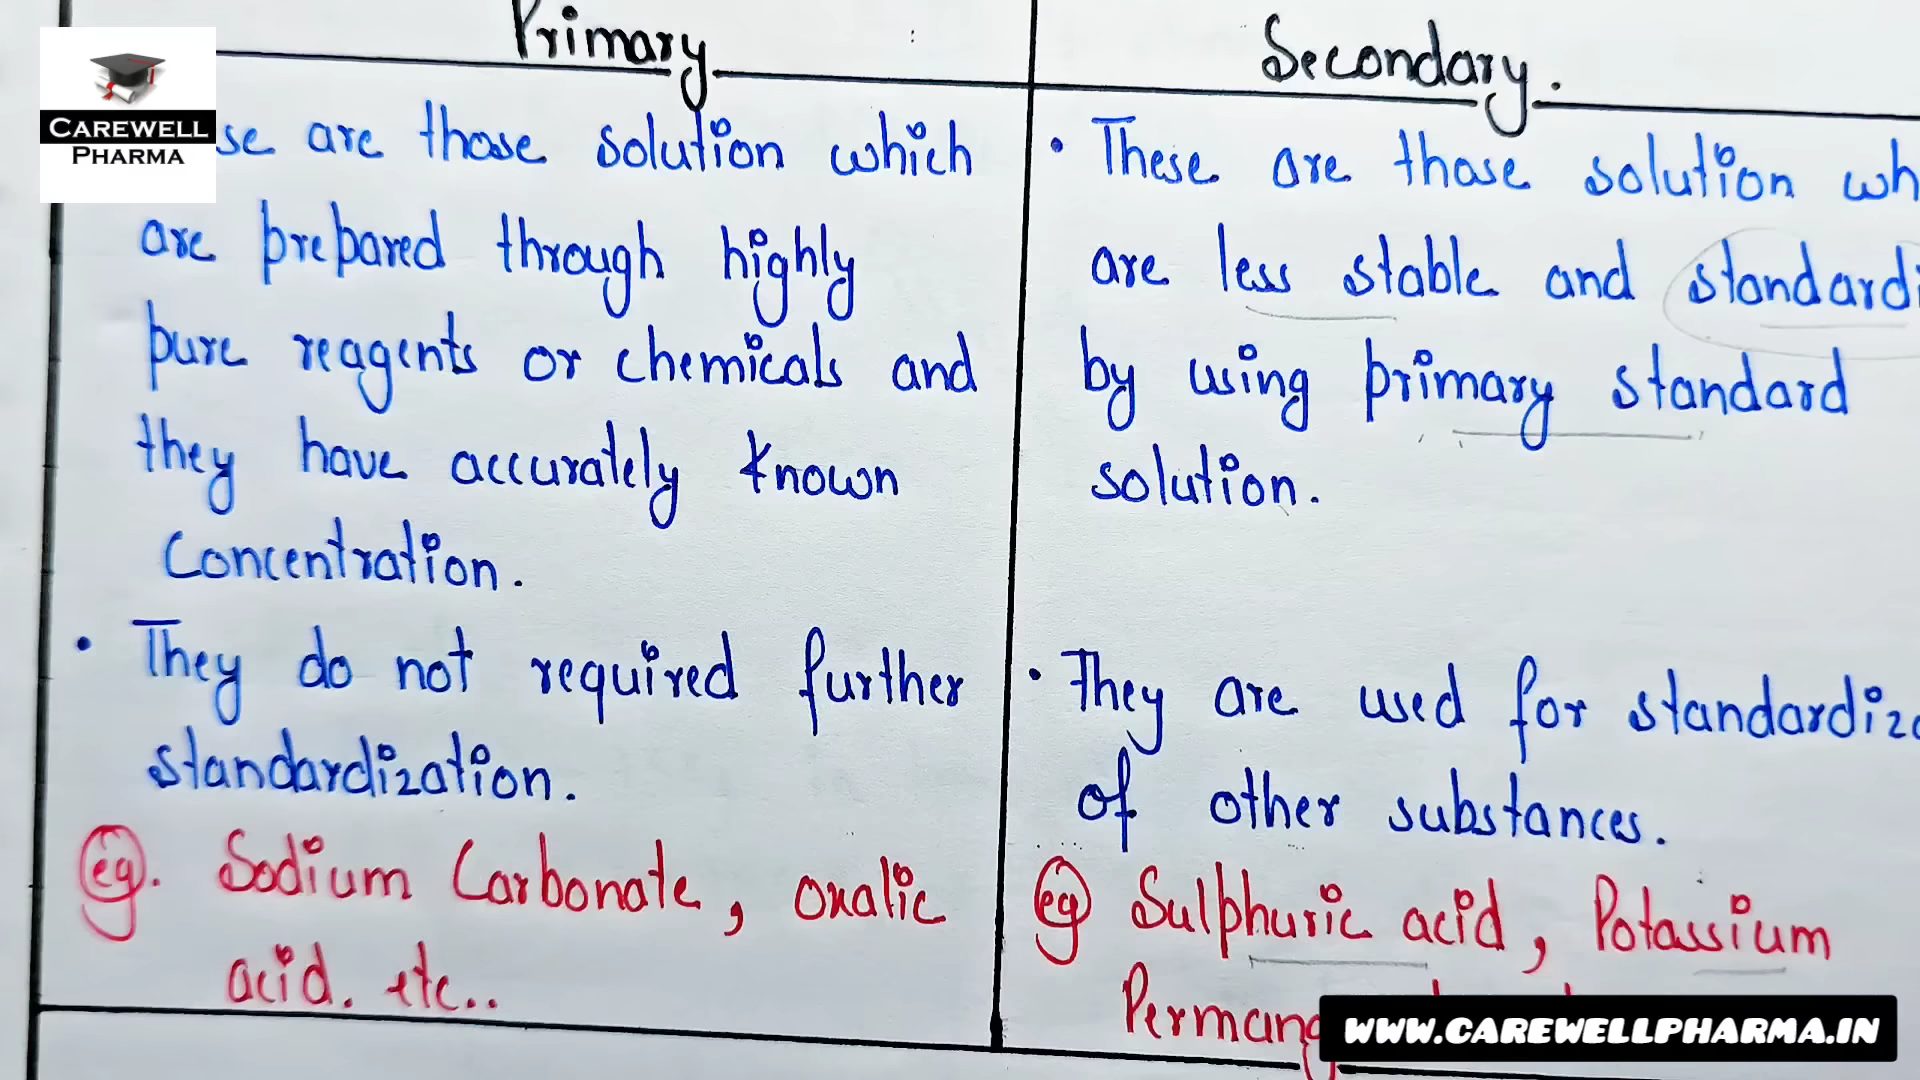 Primary
Secondary.
CAREWELL
PHARMA
se are those solution which
are prepared through highly
pure reagents or chemicals and
they have accurately known
Concentration.
• They do not required further
standardization.
eg. Sodium Carbonate, oxalic
acid. etc..
• These are those solution wh
are less stable and standardi
by using primary standard
solution.
• They are used for standardiz
of other substances.
eg Sulphuric acid, Potassium
Permang
WWW.CAREWELLPHARMA.IN